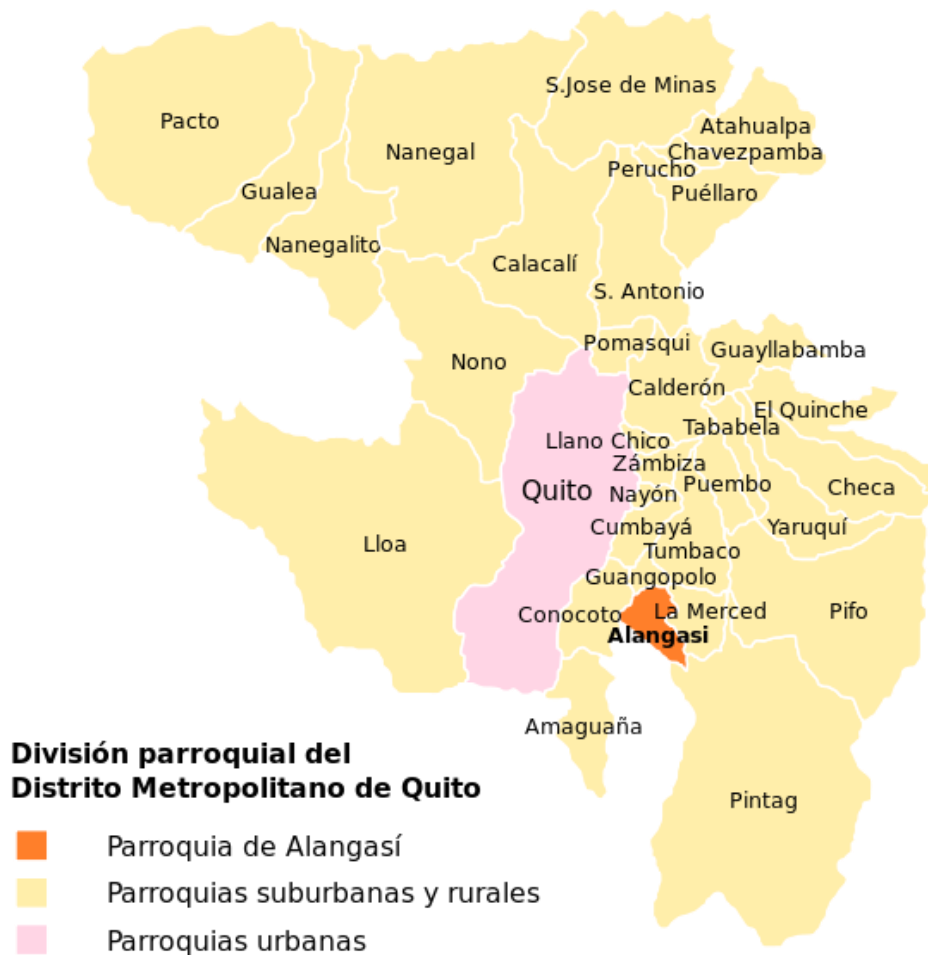 S.Jose de Minas
Pacto
Atahualpa
Nanegal
Chavezpamba
Perucho
Gualea
Puéllaro
Nanegalito
Calacalí
S. Antonio
Pomasqui
Guayllabamba
Nono
Calderón
El Quinche
Tababela
Llano Chico
Zámbiza
Puembo
Checa
Quito
Nayón
Cumbayá
Yaruquí
Lloa
Tumbaco
Guangopolo
Conocoto
La Merced
Pifo
Alangasi
Amaguaña
Pintag
División parroquial del
Distrito Metropolitano de Quito
Parroquia de Alangasí
Parroquias suburbanas y rurales
Parroquias urbanas